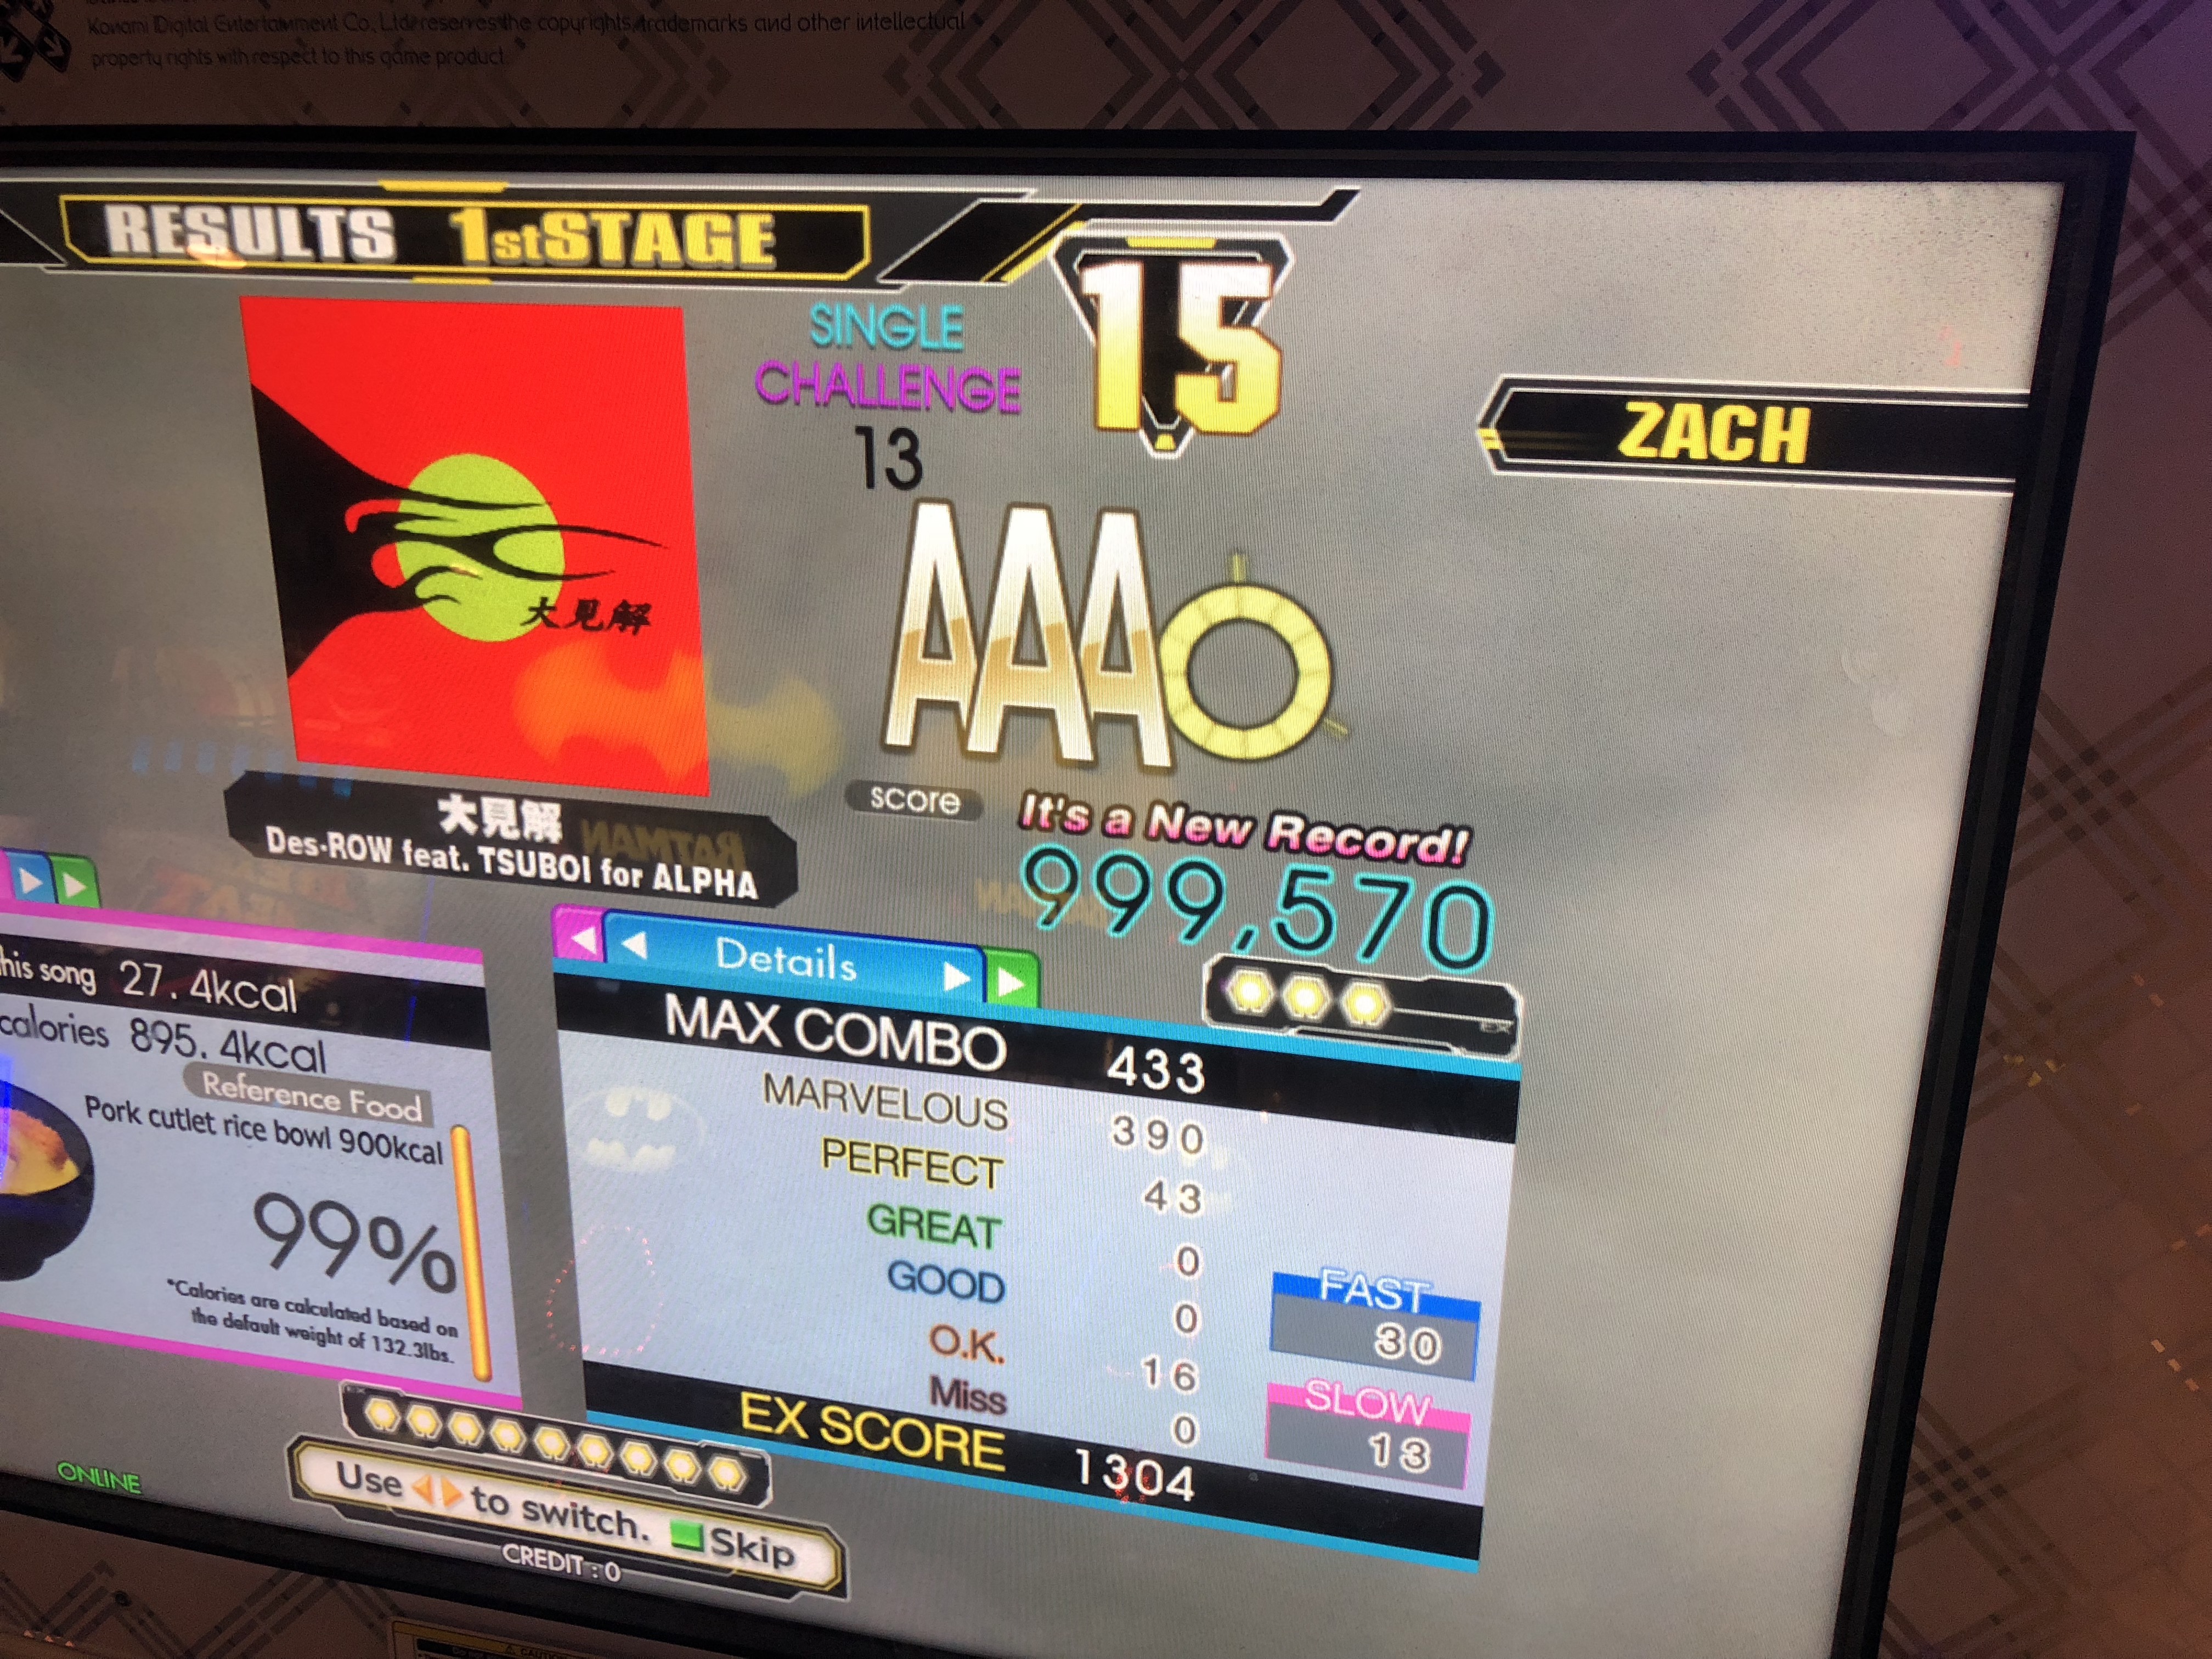 Konami Digital Entertainment Co., Ltd. reserves the copyrights, trademarks and other intellectual
property rights with respect to this game product.
RESULTS 1stSTAGE
15
SINGLE
CHALLENGE
13
ZACH
大見解
AAA
大見解
Des-ROW feat. TSUBOI for ALPHA
score
It's a New Record!
999,570
EX
his song 27.4kcal
calories 895.4kcal
Reference Food
Pork cutlet rice bowl 900kcal
99%
*Calories are calculated based on
the default weight of 132.3lbs.
Details
MAX COMBO 433
MARVELOUS 390
PERFECT 43
GREAT 0
GOOD 0
O.K. 16
Miss 0
EX SCORE 1304
FAST
30
SLOW
13
EX
Use to switch. Skip
ONLINE
CREDIT : 0
BATMAN